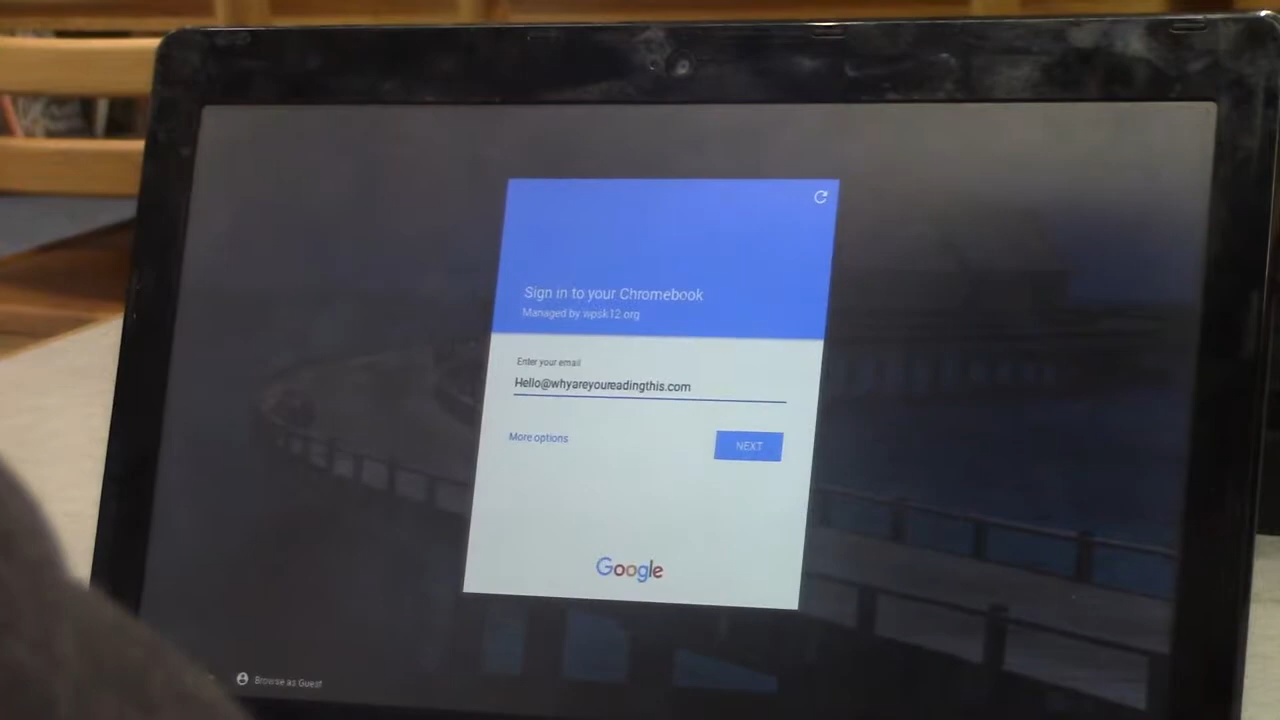 Sign in to your Chromebook
Managed by wpsk12.org
Enter your email
Hello@whyareyoureadingthis.com
More options
NEXT
Google
Browse as Guest